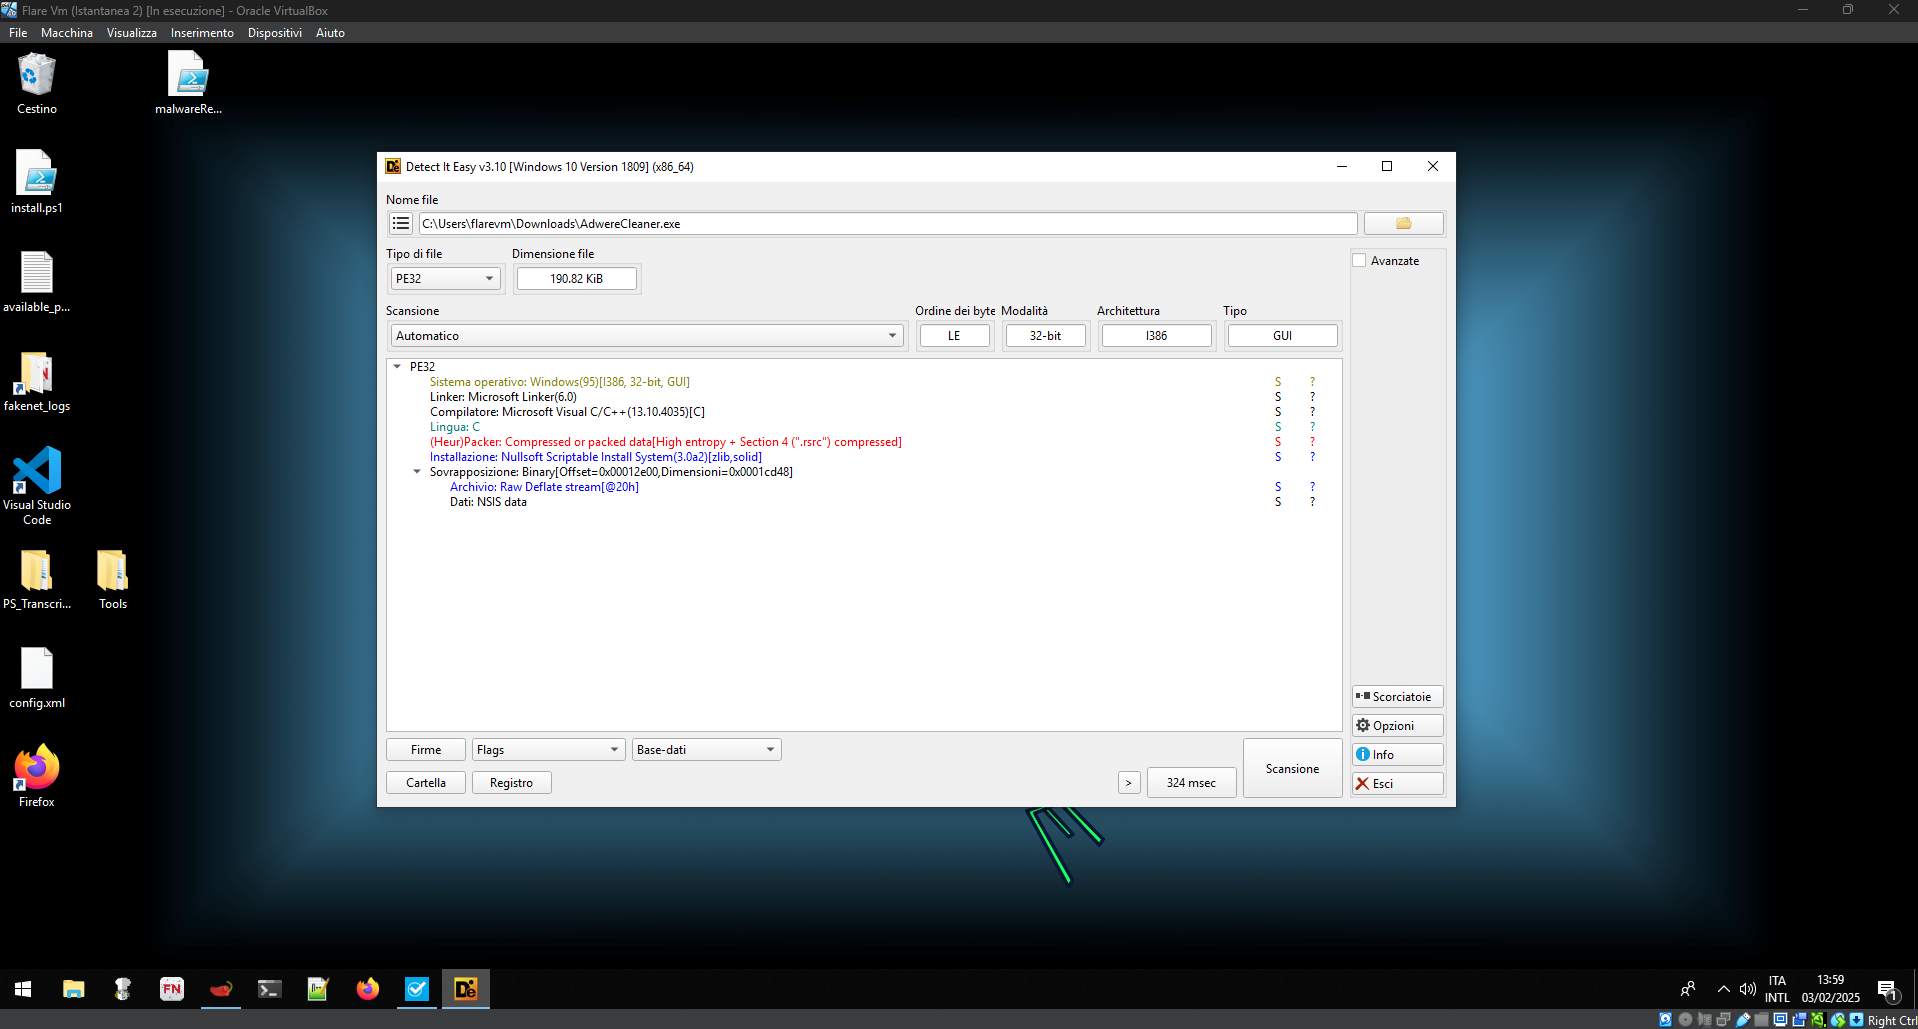 Flare Vm (Istantanea 2) [In esecuzione] - Oracle VirtualBox
File Macchina Visualizza Inserimento Dispositivi Aiuto
Cestino
malwareRe...
install.ps1
available_p...
fakenet_logs
Visual Studio
Code
PS_Transcri...
Tools
config.xml
Firefox
Detect It Easy v3.10 [Windows 10 Version 1809] (x86_64)
Nome file
C:\Users\flarevm\Downloads\AdwereCleaner.exe
Tipo di file Dimensione file
PE32 190.82 KiB
Avanzate
Scansione Ordine dei byte Modalità Architettura Tipo
Automatico LE 32-bit I386 GUI
PE32
Sistema operativo: Windows(95)[I386, 32-bit, GUI] S ?
Linker: Microsoft Linker(6.0) S ?
Compilatore: Microsoft Visual C/C++(13.10.4035)[C] S ?
Lingua: C S ?
(Heur)Packer: Compressed or packed data[High entropy + Section 4 (".rsrc") compressed] S ?
Installazione: Nullsoft Scriptable Install System(3.0a2)[zlib,solid] S ?
Sovrapposizione: Binary[Offset=0x00012e00,Dimensioni=0x0001cd48]
Archivio: Raw Deflate stream[@20h] S ?
Dati: NSIS data S ?
Scorciatoie
Opzioni
Info
Esci
Firme Flags Base-dati
Cartella Registro > 324 msec Scansione
FN
DE
ITA
INTL
13:59
03/02/2025
1
Right Ctrl